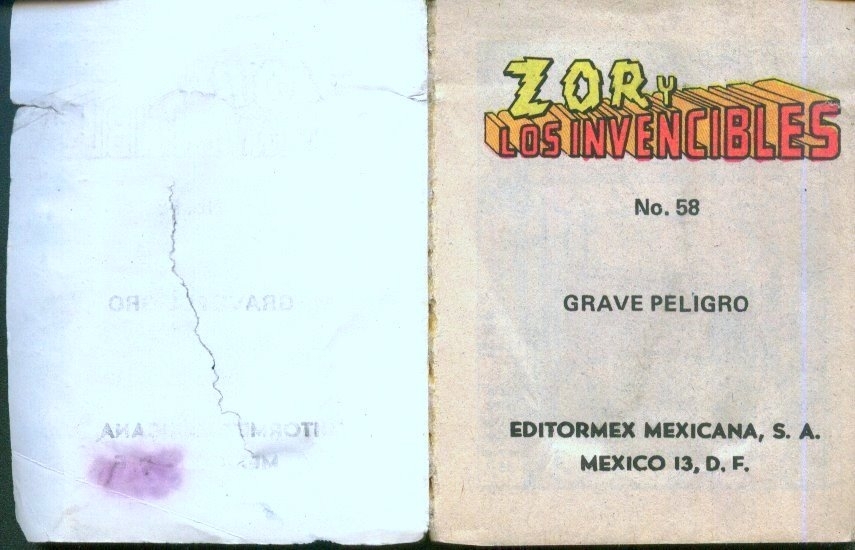 ZOR Y
LOS INVENCIBLES
No. 58
GRAVE PELIGRO
EDITORMEX MEXICANA, S. A.
MEXICO 13, D. F.